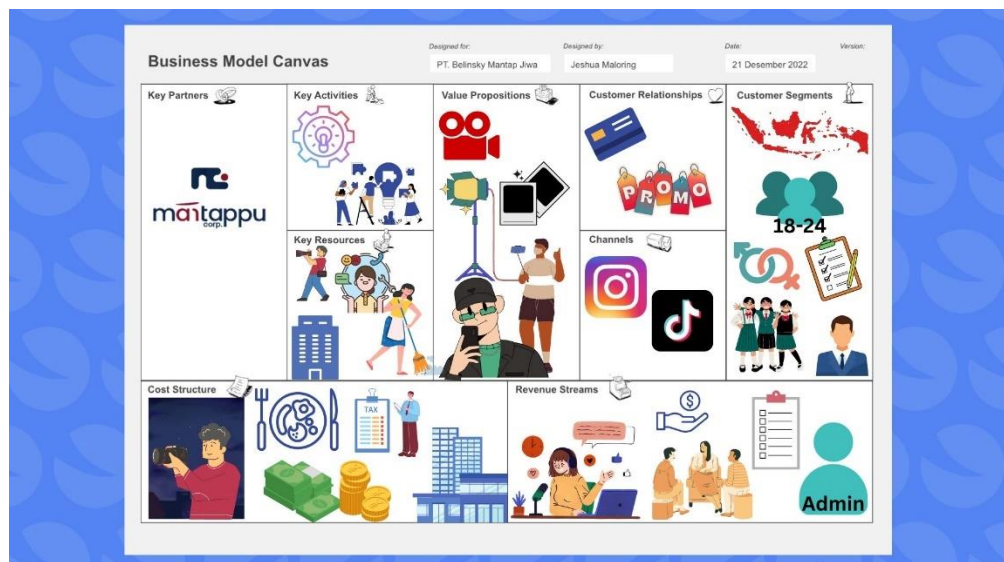 Business Model Canvas
Designed for:
PT. Belinsky Mantap Jiwa
Designed by:
Jeshua Maloring
Date:
21 Desember 2022
Version:
Key Partners
mantappu
corp.
Key Activities
Key Resources
Value Propositions
Customer Relationships
PROMO
Channels
Customer Segments
18-24
Cost Structure
TAX
Revenue Streams
$
Admin